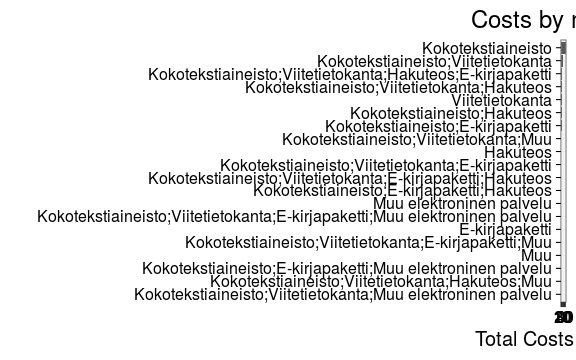 Costs by
Kokotekstiaineisto
Kokotekstiaineisto;Viitetietokanta
Kokotekstiaineisto;Viitetietokanta;Hakuteos;E-kirjapaketti
Kokotekstiaineisto;Viitetietokanta;Hakuteos
Viitetietokanta
Kokotekstiaineisto;Hakuteos
Kokotekstiaineisto;E-kirjapaketti
Kokotekstiaineisto;Viitetietokanta;Muu
Hakuteos
Kokotekstiaineisto;Viitetietokanta;E-kirjapaketti
Kokotekstiaineisto;Viitetietokanta;E-kirjapaketti;Hakuteos
Kokotekstiaineisto;E-kirjapaketti;Hakuteos
Muu elektroninen palvelu
Kokotekstiaineisto;Viitetietokanta;E-kirjapaketti;Muu elektroninen palvelu
E-kirjapaketti
Kokotekstiaineisto;Viitetietokanta;E-kirjapaketti;Muu
Muu
Kokotekstiaineisto;E-kirjapaketti;Muu elektroninen palvelu
Kokotekstiaineisto;Viitetietokanta;Hakuteos;Muu
Kokotekstiaineisto;Viitetietokanta;Muu elektroninen palvelu
Total Costs